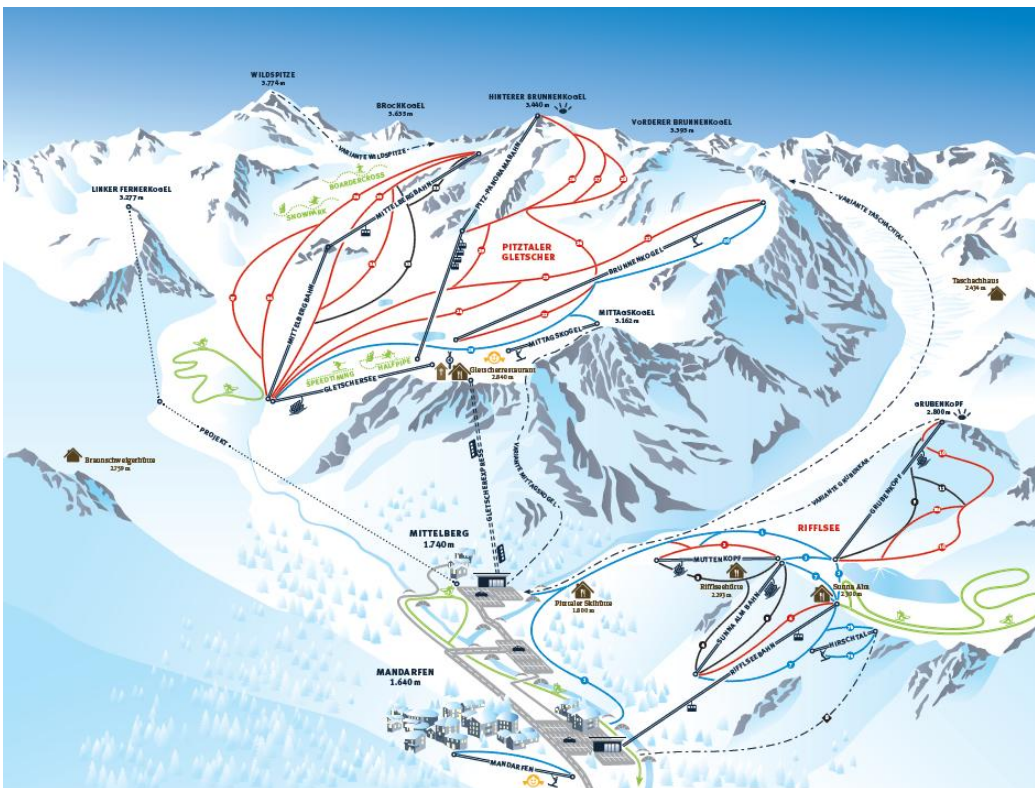 WILDSPITZE
3.774 m
BROCHKOGEL
3.635 m
HINTERER BRUNNENKOGEL
3.440 m
VORDERER BRUNNENKOGEL
3.393 m
VARIANTE WILDSPITZE
LINKER FERNERKOGEL
3.277 m
BOARDERCROSS
SNOWPARK
MITTELBERGBAHN
PITZ-PANORAMABAHN
VARIANTE TASCHACHTAL
PITZTALER
GLETSCHER
BRUNNENKOGEL
Taschachhaus
2.434 m
MITTELBERGBAHN
MITTAGSKOGEL
3.162 m
MITTAGSKOGEL
SPEEDTIMING
HALFPIPE
GLETSCHERSEE
Gletscherrestaurant
2.840 m
GRUBENKOPF
2.800 m
PROJEKT
Braunschweigerhütte
2.759 m
GLETSCHEREXPRESS
VARIANTE MITTAGSKOGEL
VARIANTE GRUBENKAR
GRUBENKOPF
RIFFLSEE
MITTELBERG
1.740 m
MUTTENKOPF
Rifflseehütte
2.293 m
Sunna Alm
2.300 m
Pitztaler Skihütte
1.800 m
SUNNA ALM BAHN
RIFFLSEEBAHN
HIRSCHTAL
MANDARFEN
1.640 m
MANDARFEN